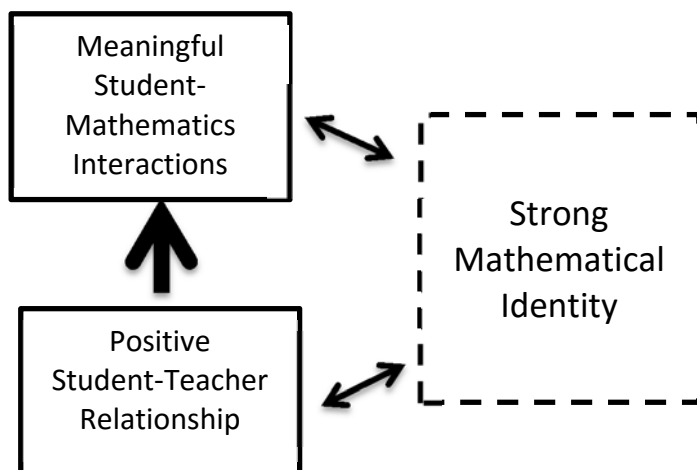 Meaningful
Student-
Mathematics
Interactions
Strong
Mathematical
Identity
Positive
Student-Teacher
Relationship